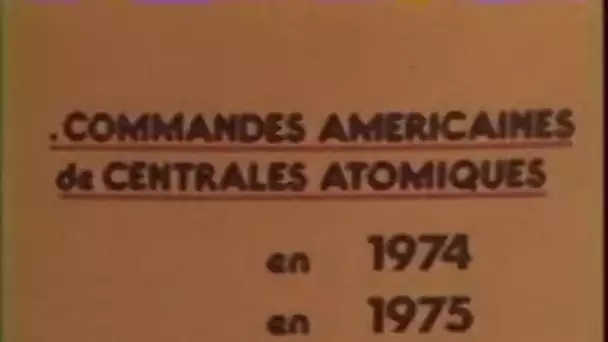 . COMMANDES AMERICAINES
de CENTRALES ATOMIQUES
en 1974
en 1975